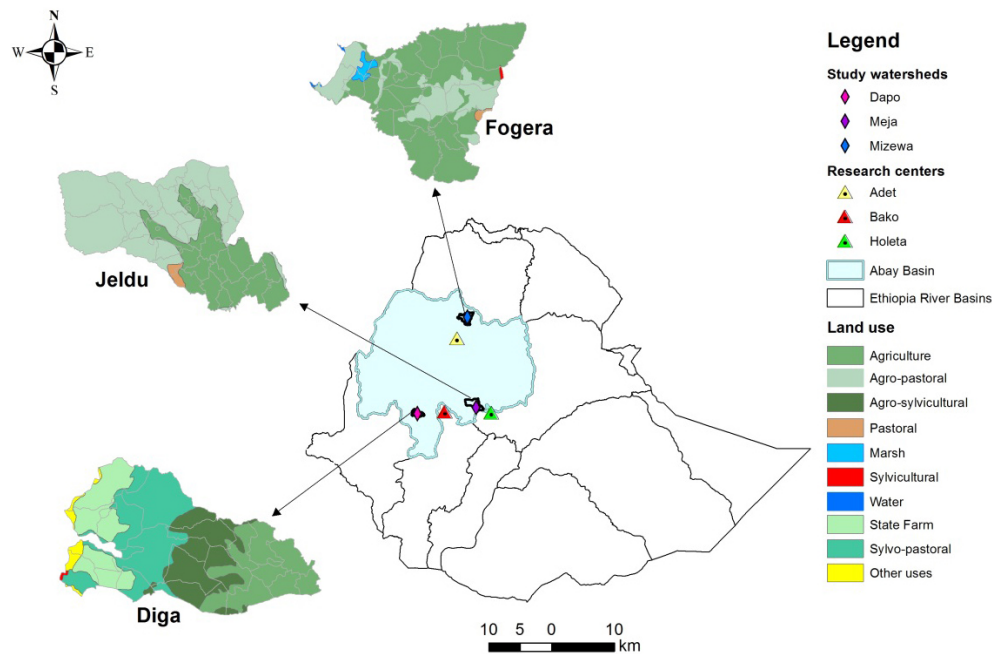 N
W
E
S
Fogera
Jeldu
Diga
Legend
Study watersheds
Dapo
Meja
Mizewa
Research centers
Adet
Bako
Holeta
Abay Basin
Ethiopia River Basins
Land use
Agriculture
Agro-pastoral
Agro-sylvicultural
Pastoral
Marsh
Sylvicultural
Water
State Farm
Sylvo-pastoral
Other uses
10 5 0 10
km